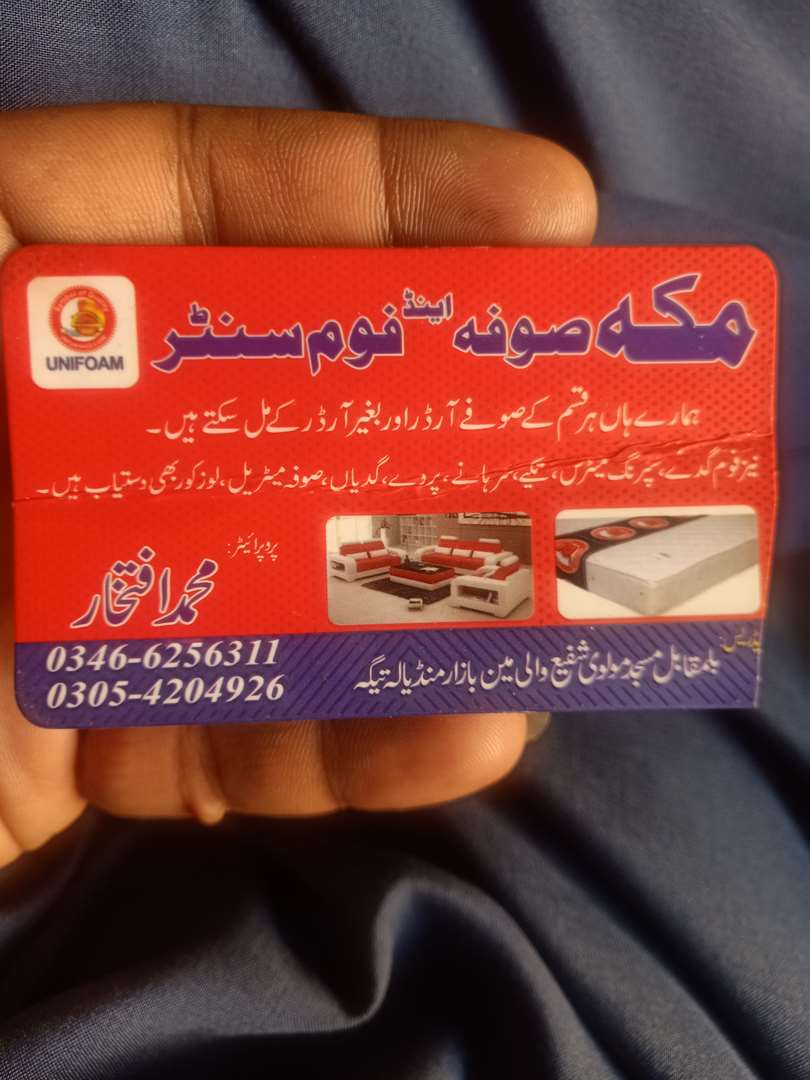 UNIFOAM
مکہ صوفہ اینڈ فوم سنٹر
ہمارے ہاں ہر قسم کے صوفے آرڈر اور بغیر آرڈر کے مل سکتے ہیں۔
نیز فوم گدے، سپرنگ میٹرس، تکیے، سرہانے، پردے، گدیاں، صوفہ میٹریل، لوز کور بھی دستیاب ہیں۔
پروپرائیٹر:
محمد افتخار
0346-6256311
0305-4204926
بلمقابل مسجد مولوی شفیع والی مین بازار منڈیالہ تیگہ